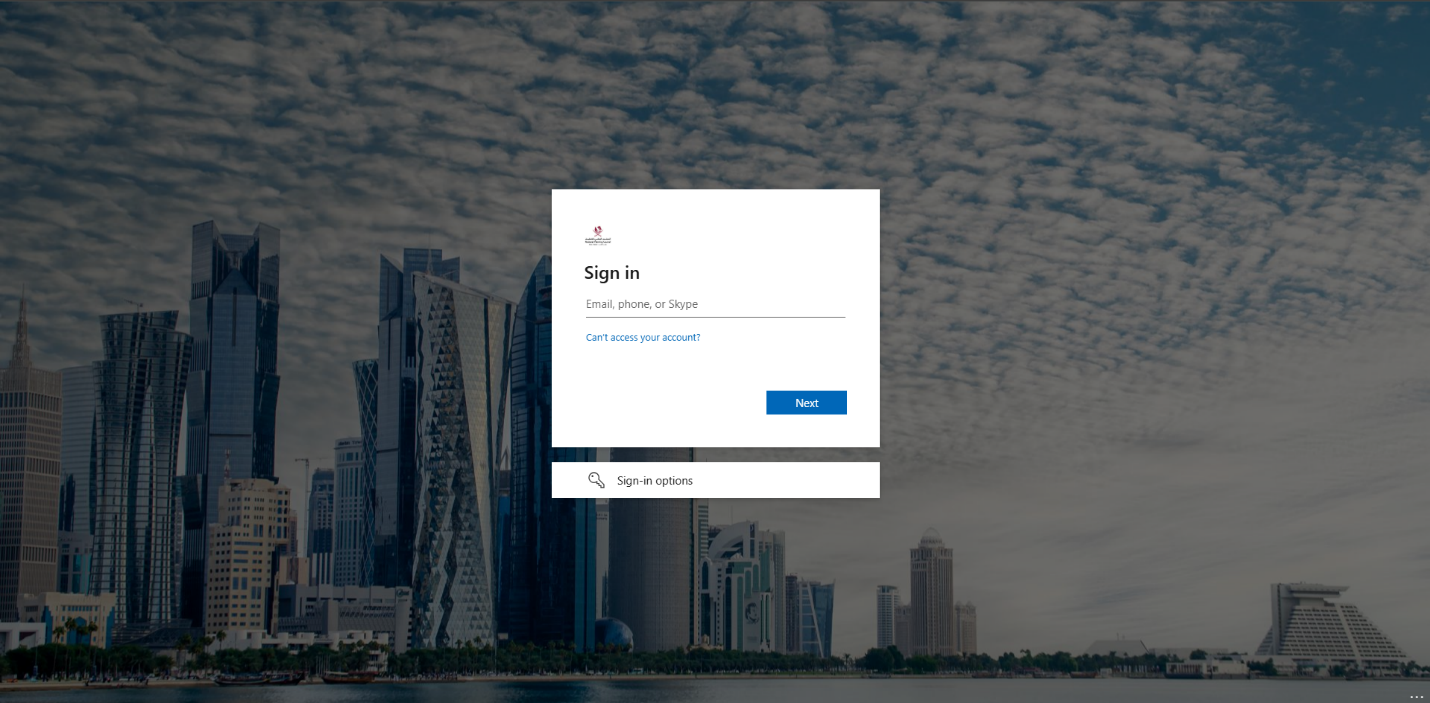 Sign in
Email, phone, or Skype
Can't access your account?
Next
Sign-in options